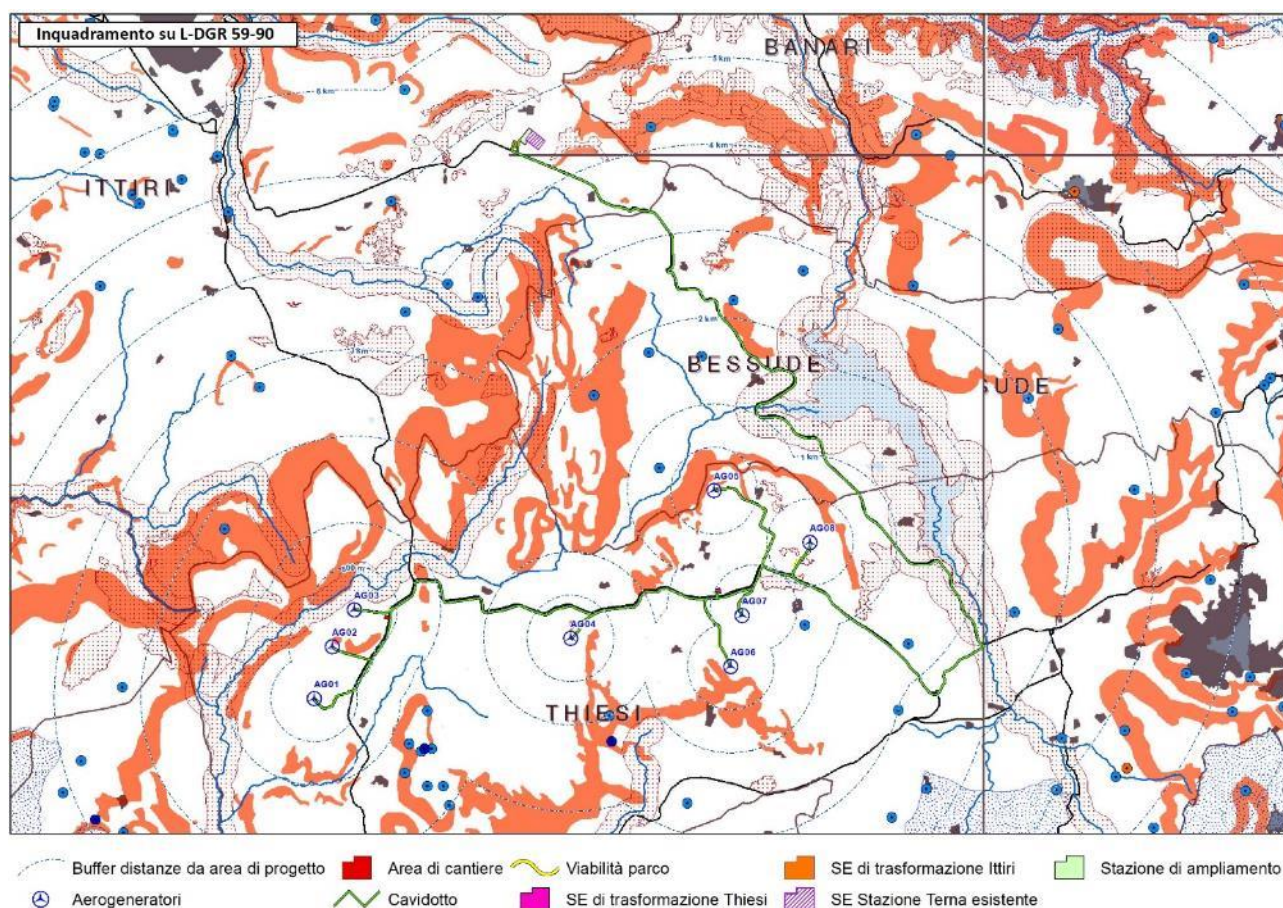 Inquadramento su L-DGR 59-90
BANARI
5 km
6 km
4 km
ITTIRI
2 km
3 km
BESSUDE
SUDE
1 km
AG05
AG08
500 m
AG03
AG07
AG04
AG02
AG06
AG01
THIESI
Buffer distanze da area di progetto
Area di cantiere
Viabilità parco
SE di trasformazione Ittiri
Stazione di ampliamento
Aerogeneratori
Cavidotto
SE di trasformazione Thiesi
SE Stazione Terna esistente